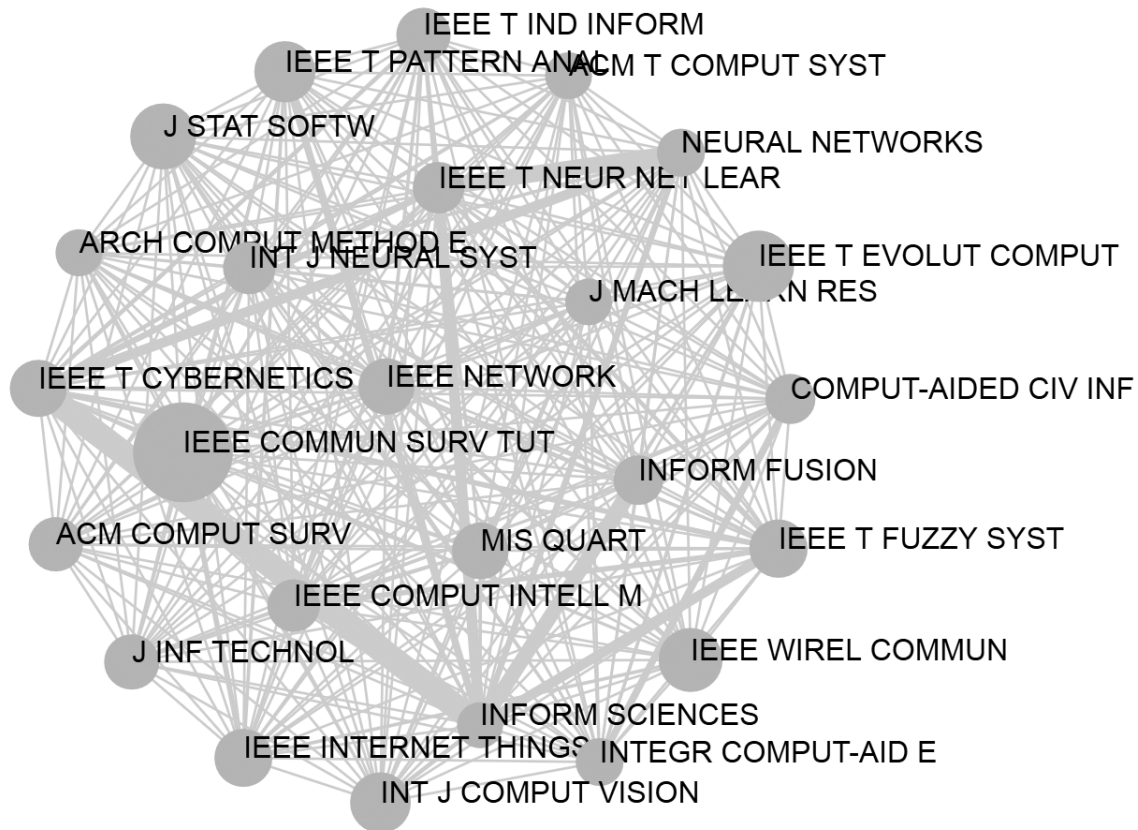 IEEE T IND INFORM
IEEE T PATTERN ANAL
ACM T COMPUT SYST
J STAT SOFTW
NEURAL NETWORKS
IEEE T NEUR NET LEAR
ARCH COMPUT METHOD E
INT J NEURAL SYST
IEEE T EVOLUT COMPUT
J MACH LEARN RES
IEEE T CYBERNETICS
IEEE NETWORK
COMPUT-AIDED CIV INF
IEEE COMMUN SURV TUT
INFORM FUSION
ACM COMPUT SURV
MIS QUART
IEEE T FUZZY SYST
IEEE COMPUT INTELL M
J INF TECHNOL
IEEE WIREL COMMUN
INFORM SCIENCES
IEEE INTERNET THINGS
INTEGR COMPUT-AID E
INT J COMPUT VISION